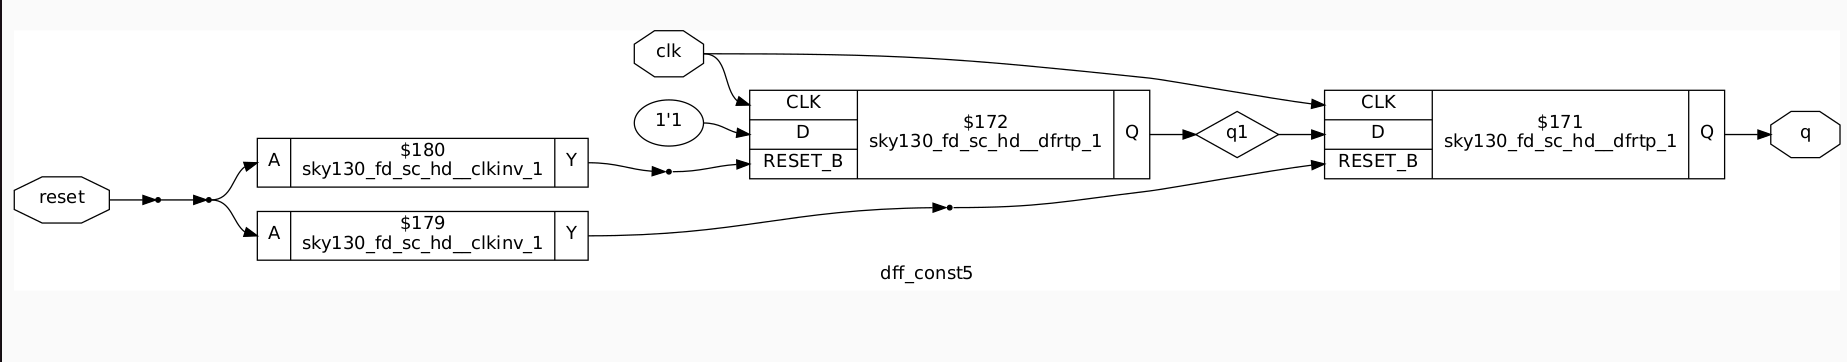 clk
1'1
CLK
D
RESET_B
$172
sky130_fd_sc_hd__dfrtp_1
Q
q1
CLK
D
RESET_B
$171
sky130_fd_sc_hd__dfrtp_1
Q
q
reset
A
$180
sky130_fd_sc_hd__clkinv_1
Y
A
$179
sky130_fd_sc_hd__clkinv_1
Y
dff_const5